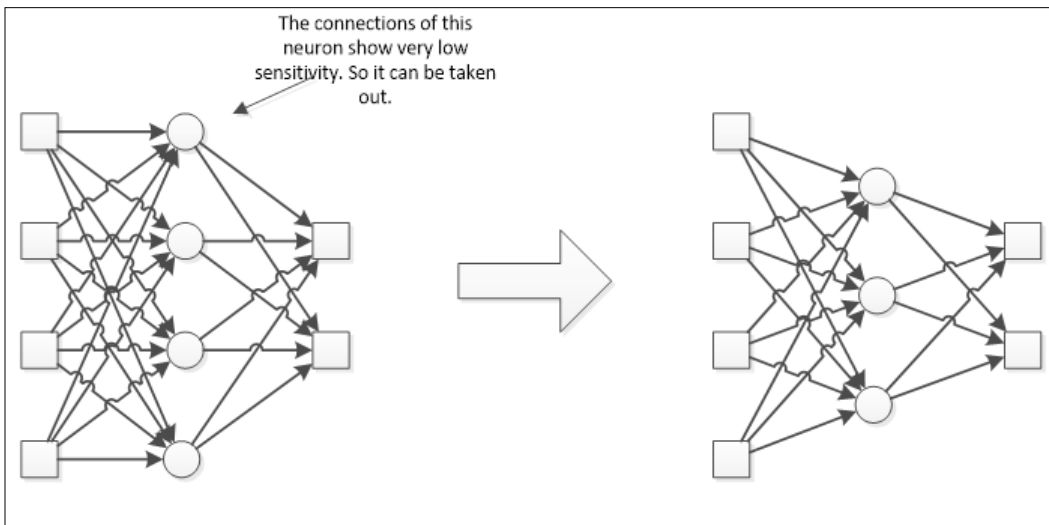 The connections of this
neuron show very low
sensitivity. So it can be taken
out.